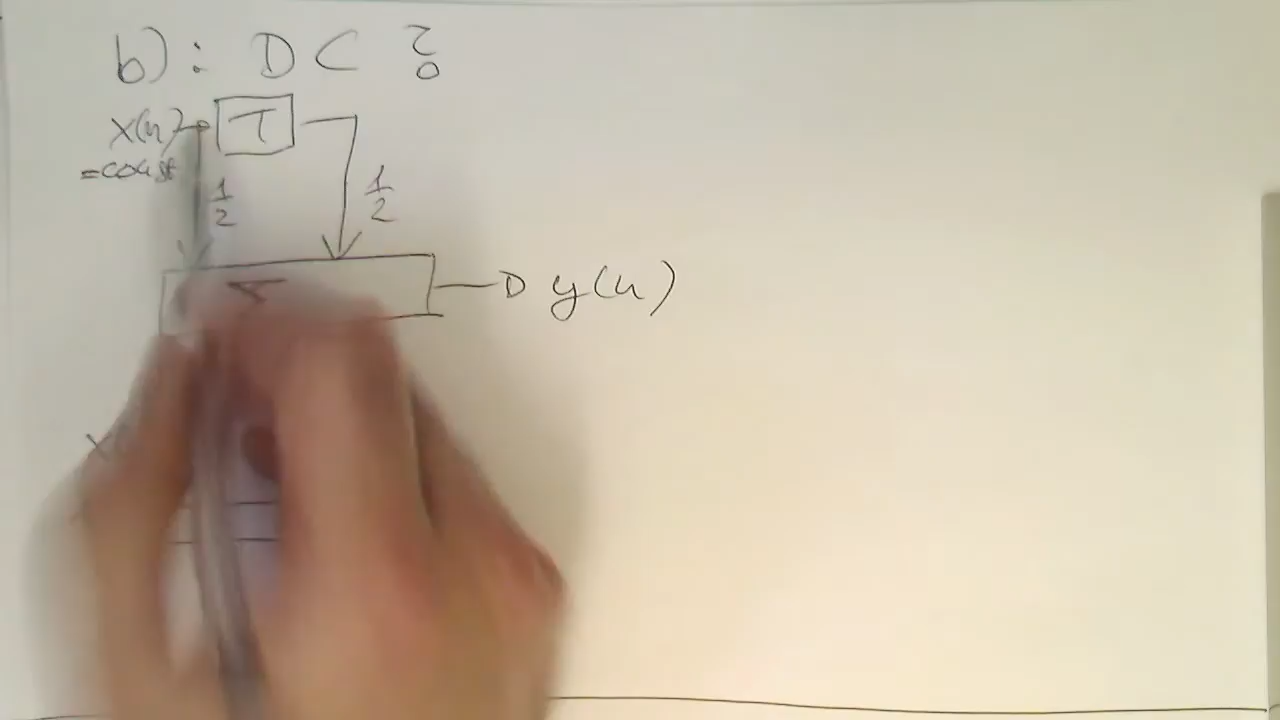 b): DC ?
x(n) T
=const
1/2 1/2
y(n)